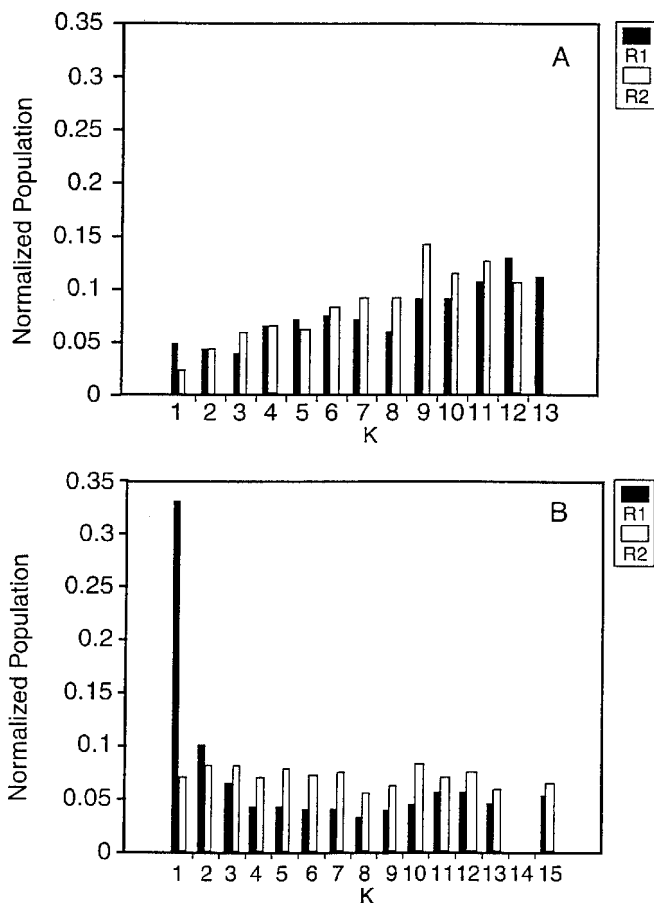 0.35
A
R1
R2
0.3
0.25
0.2
0.15
0.1
0.05
0
Normalized Population
1 2 3 4 5 6 7 8 9 10 11 12 13
K
0.35
B
R1
R2
0.3
0.25
0.2
0.15
0.1
0.05
0
Normalized Population
1 2 3 4 5 6 7 8 9 10 11 12 13 14 15
K